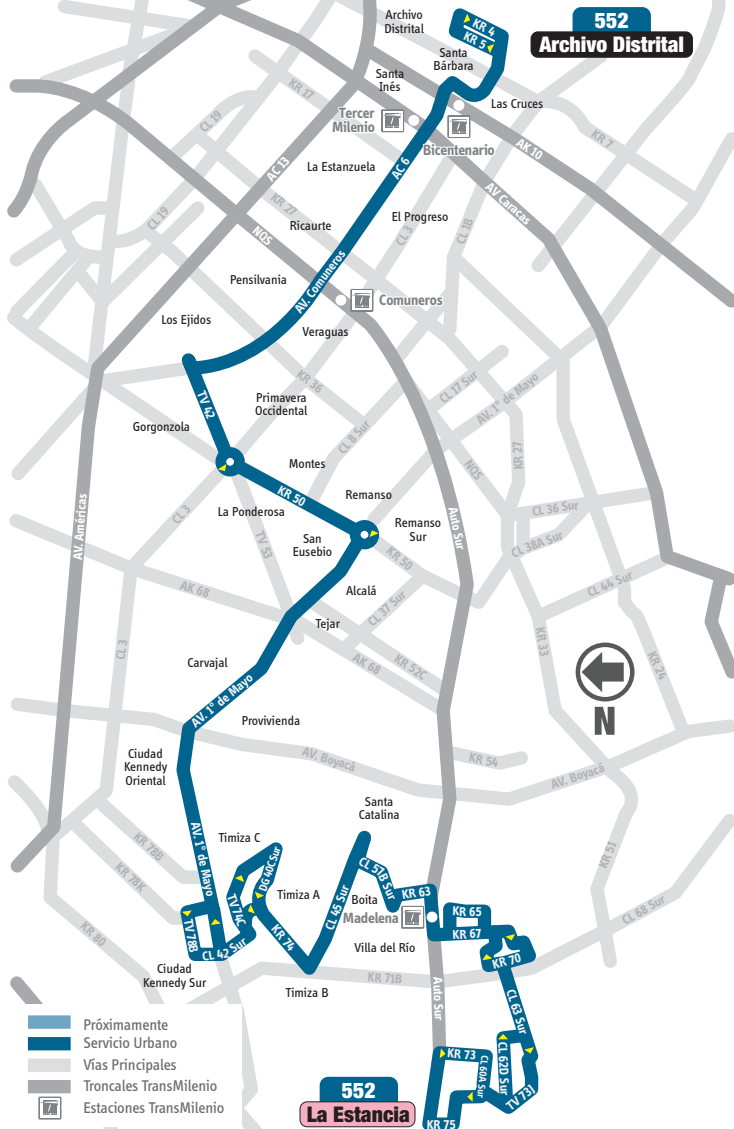 552
Archivo Distrital
Archivo
Distrital
KR 4
KR 5
Santa
Bárbara
Santa
Inés
Las Cruces
KR 17
CL 19
Tercer
Milenio
Bicentenario
AK 10
KR 7
AC 13
La Estanzuela
AC 6
AV Caracas
KR 27
CL 19
El Progreso
CL 3
CL 1B
Ricaurte
NQS
Pensilvania
AV. Comuneros
Comuneros
Los Ejidos
Veraguas
KR 36
CL 17 Sur
AV. 1° de Mayo
TV 42
Primavera
Occidental
Gorgonzola
CL 8 Sur
KR 27
Montes
NQS
KR 50
Remanso
La Ponderosa
CL 3
Auto Sur
CL 36 Sur
AV. Américas
TV 53
San
Eusebio
Remanso
Sur
CL 38A Sur
KR 50
AK 68
Alcalá
CL 37 Sur
CL 44 Sur
Tejar
CL 3
KR 33
KR 24
Carvajal
AK 68
KR 52C
AV. 1° de Mayo
N
Provivienda
AV. Boyacá
KR 54
AV. Boyacá
Ciudad
Kennedy
Oriental
Santa
Catalina
AV. 1° de Mayo
Timiza C
KR 78B
KR 78K
DG 40C Sur
CL 51B Sur
KR 51
Timiza A
CL 45 Sur
Boita
KR 63
TV 74C
TV 78B
KR 80
KR 74
Madelena
KR 65
KR 67
CL 68 Sur
CL 42 Sur
Villa del Río
KR 70
Ciudad
Kennedy Sur
KR 71B
Timiza B
Auto Sur
CL 63 Sur
Próximamente
Servicio Urbano
Vías Principales
Troncales TransMilenio
Estaciones TransMilenio
KR 73
CL 60A Sur
CL 62D Sur
TV 73I
KR 75
552
La Estancia